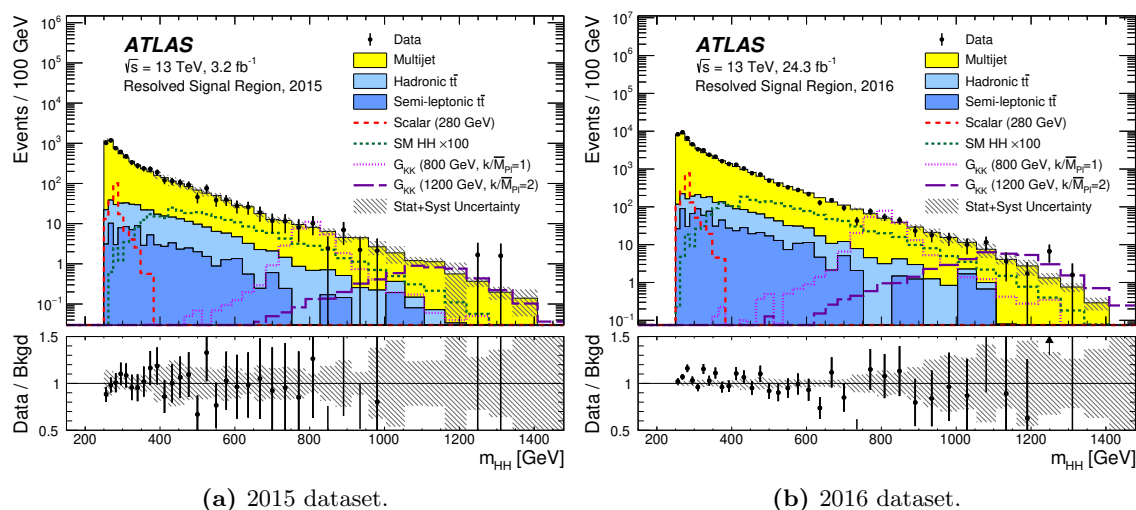 Events / 100 GeV
10⁶
10⁵
10⁴
10³
10²
10
1
10⁻¹
ATLAS
√s = 13 TeV, 3.2 fb⁻¹
Resolved Signal Region, 2015
Data
Multijet
Hadronic tt̄
Semi-leptonic tt̄
Scalar (280 GeV)
SM HH ×100
G_KK (800 GeV, k/M̄_Pl=1)
G_KK (1200 GeV, k/M̄_Pl=2)
Stat+Syst Uncertainty
Data / Bkgd
1.5
1
0.5
200 400 600 800 1000 1200 1400
m_HH [GeV]
(a) 2015 dataset.
Events / 100 GeV
10⁷
10⁶
10⁵
10⁴
10³
10²
10
1
10⁻¹
ATLAS
√s = 13 TeV, 24.3 fb⁻¹
Resolved Signal Region, 2016
Data
Multijet
Hadronic tt̄
Semi-leptonic tt̄
Scalar (280 GeV)
SM HH ×100
G_KK (800 GeV, k/M̄_Pl=1)
G_KK (1200 GeV, k/M̄_Pl=2)
Stat+Syst Uncertainty
Data / Bkgd
1.5
1
0.5
200 400 600 800 1000 1200 1400
m_HH [GeV]
(b) 2016 dataset.